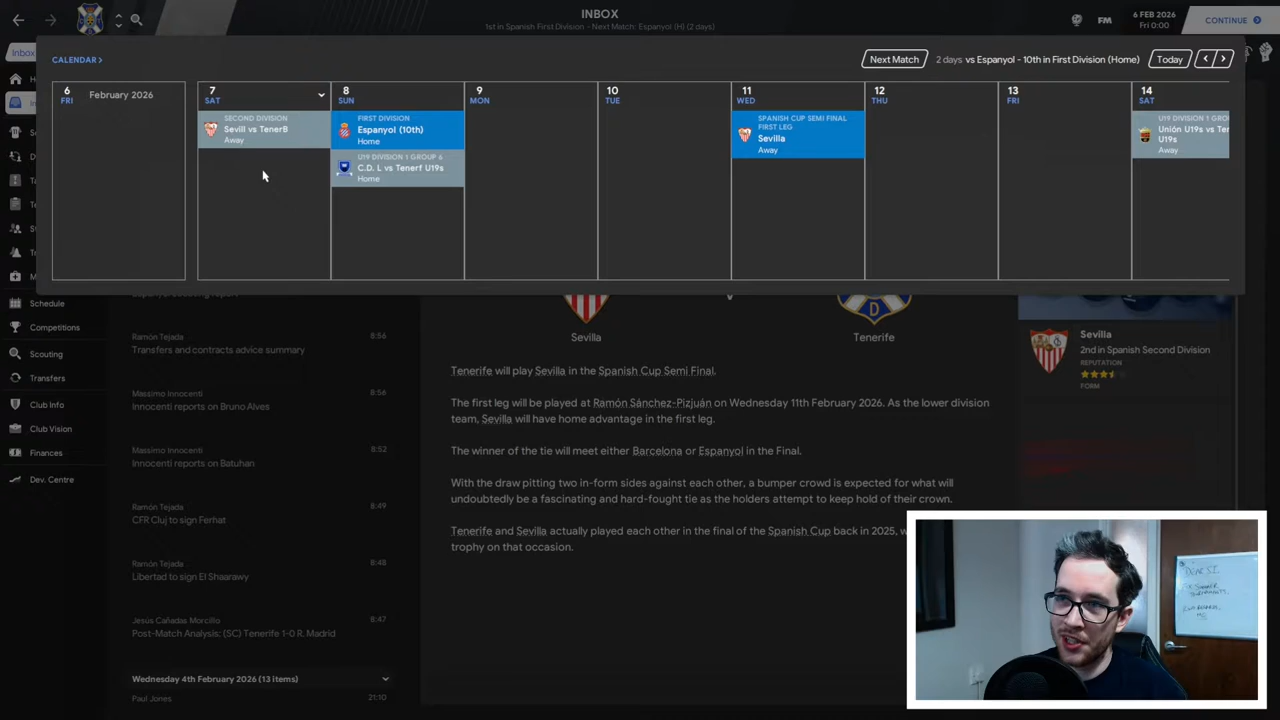 INBOX
1st in Spanish First Division - Next Match: Espanyol (H) (2 days)
FM
6 FEB 2026
Fri 0:00
CONTINUE
Inbox
CALENDAR
Next Match
2 days vs Espanyol - 10th in First Division (Home)
Today
6
FRI
February 2026
7
SAT
8
SUN
9
MON
10
TUE
11
WED
12
THU
13
FRI
14
SAT
SECOND DIVISION
Sevill vs TenerB
Away
FIRST DIVISION
Espanyol (10th)
Home
U19 DIVISION 1 GROUP 6
C.D. L vs Tenerf U19s
Home
SPANISH CUP SEMI FINAL
FIRST LEG
Sevilla
Away
U19 DIVISION 1 GROU
Unión U19s vs Ten
U19s
Away
Schedule
Competitions
Scouting
Transfers
Club Info
Club Vision
Finances
Dev. Centre
Ramón Tejada
8:56
Transfers and contracts advice summary
Massimo Innocenti
8:56
Innocenti reports on Bruno Alves
Massimo Innocenti
8:52
Innocenti reports on Batuhan
Ramón Tejada
8:49
CFR Cluj to sign Ferhat
Ramón Tejada
8:48
Libertad to sign El Shaarawy
Jesús Cañadas Morcillo
8:47
Post-Match Analysis: (SC) Tenerife 1-0 R. Madrid
Wednesday 4th February 2026 (13 items)
Paul Jones
21:10
Sevilla
Tenerife
Tenerife will play Sevilla in the Spanish Cup Semi Final.
The first leg will be played at Ramón Sánchez-Pizjuán on Wednesday 11th February 2026. As the lower division
team, Sevilla will have home advantage in the first leg.
The winner of the tie will meet either Barcelona or Espanyol in the Final.
With the draw pitting two in-form sides against each other, a bumper crowd is expected for what will
undoubtedly be a fascinating and hard-fought tie as the holders attempt to keep hold of their crown.
Tenerife and Sevilla actually played each other in the final of the Spanish Cup back in 2025, w
trophy on that occasion.
Sevilla
2nd in Spanish Second Division
REPUTATION
FORM
DEAR SI